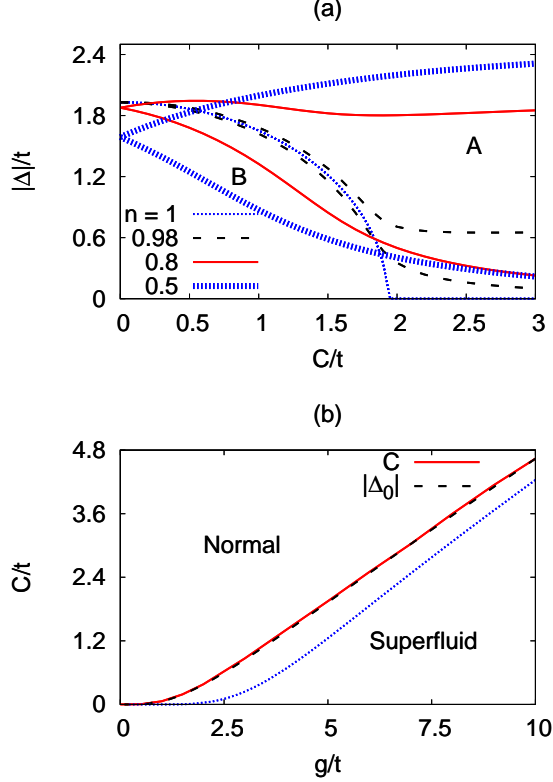 (a)
2.4
1.8
1.2
0.6
0
|Δ|/t
A
B
n = 1
0.98
0.8
0.5
0 0.5 1 1.5 2 2.5 3
C/t
(b)
4.8
3.6
2.4
1.2
0
C/t
C
|Δ₀|
Normal
Superfluid
0 2.5 5 7.5 10
g/t